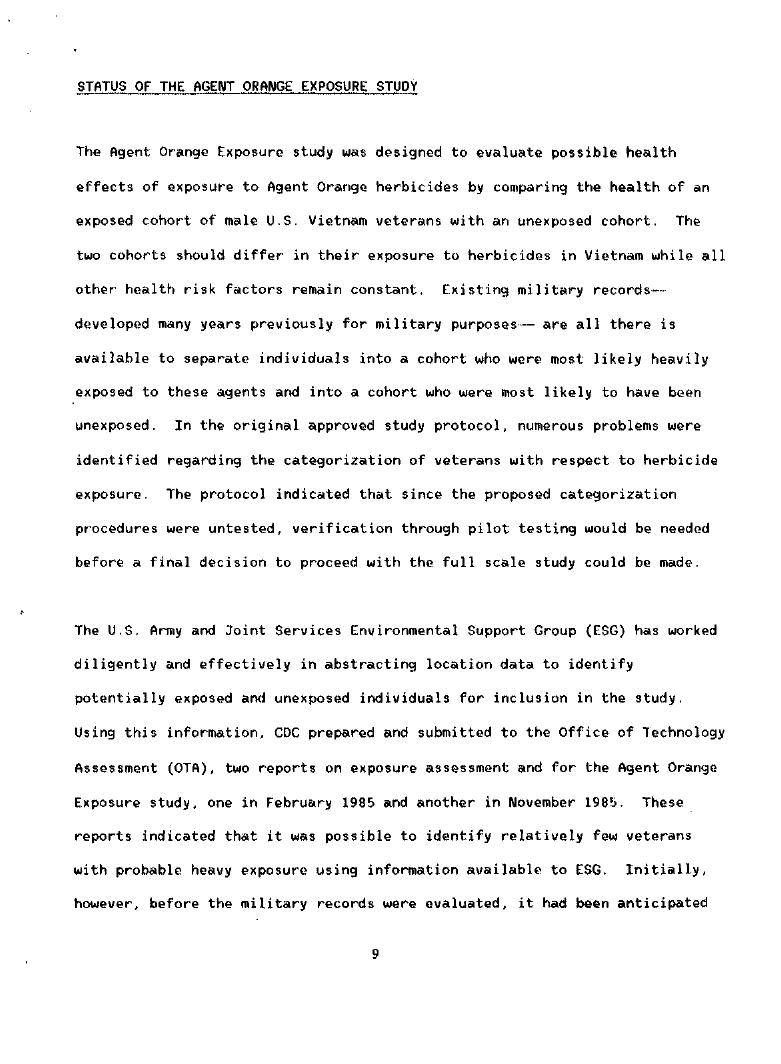 STATUS OF THE AGENT ORANGE EXPOSURE STUDY
The Agent Orange Exposure study was designed to evaluate possible health
effects of exposure to Agent Orange herbicides by comparing the health of an
exposed cohort of male U.S. Vietnam veterans with an unexposed cohort. The
two cohorts should differ in their exposure to herbicides in Vietnam while all
other health risk factors remain constant. Existing military records--
developed many years previously for military purposes-- are all there is
available to separate individuals into a cohort who were most likely heavily
exposed to these agents and into a cohort who were most likely to have been
unexposed. In the original approved study protocol, numerous problems were
identified regarding the categorization of veterans with respect to herbicide
exposure. The protocol indicated that since the proposed categorization
procedures were untested, verification through pilot testing would be needed
before a final decision to proceed with the full scale study could be made.
The U.S. Army and Joint Services Environmental Support Group (ESG) has worked
diligently and effectively in abstracting location data to identify
potentially exposed and unexposed individuals for inclusion in the study.
Using this information, CDC prepared and submitted to the Office of Technology
Assessment (OTA), two reports on exposure assessment and for the Agent Orange
Exposure study, one in February 1985 and another in November 1985. These
reports indicated that it was possible to identify relatively few veterans
with probable heavy exposure using information available to ESG. Initially,
however, before the military records were evaluated, it had been anticipated
9